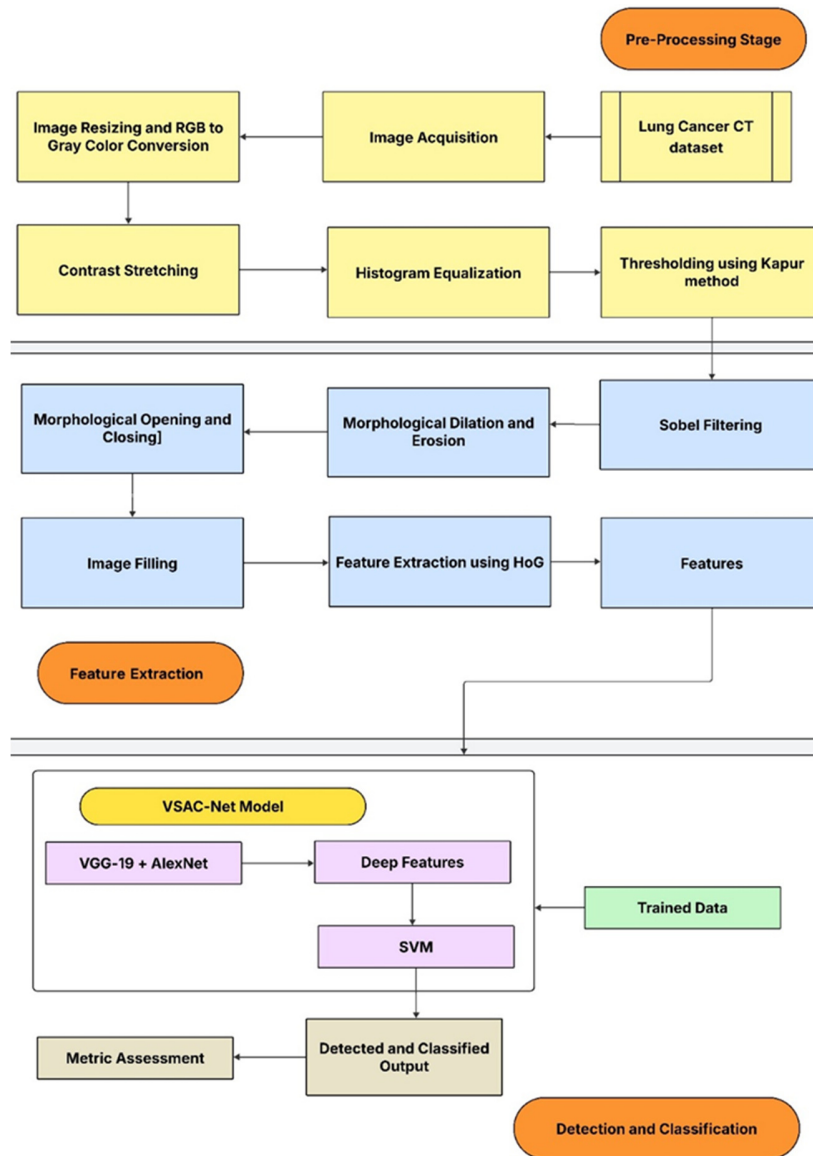 Pre-Processing Stage
Lung Cancer CT
dataset
Image Acquisition
Image Resizing and RGB to
Gray Color Conversion
Contrast Stretching
Histogram Equalization
Thresholding using Kapur
method
Sobel Filtering
Morphological Dilation and
Erosion
Morphological Opening and
Closing]
Image Filling
Feature Extraction using HoG
Features
Feature Extraction
VSAC-Net Model
VGG-19 + AlexNet
Deep Features
SVM
Trained Data
Detected and Classified
Output
Metric Assessment
Detection and Classification